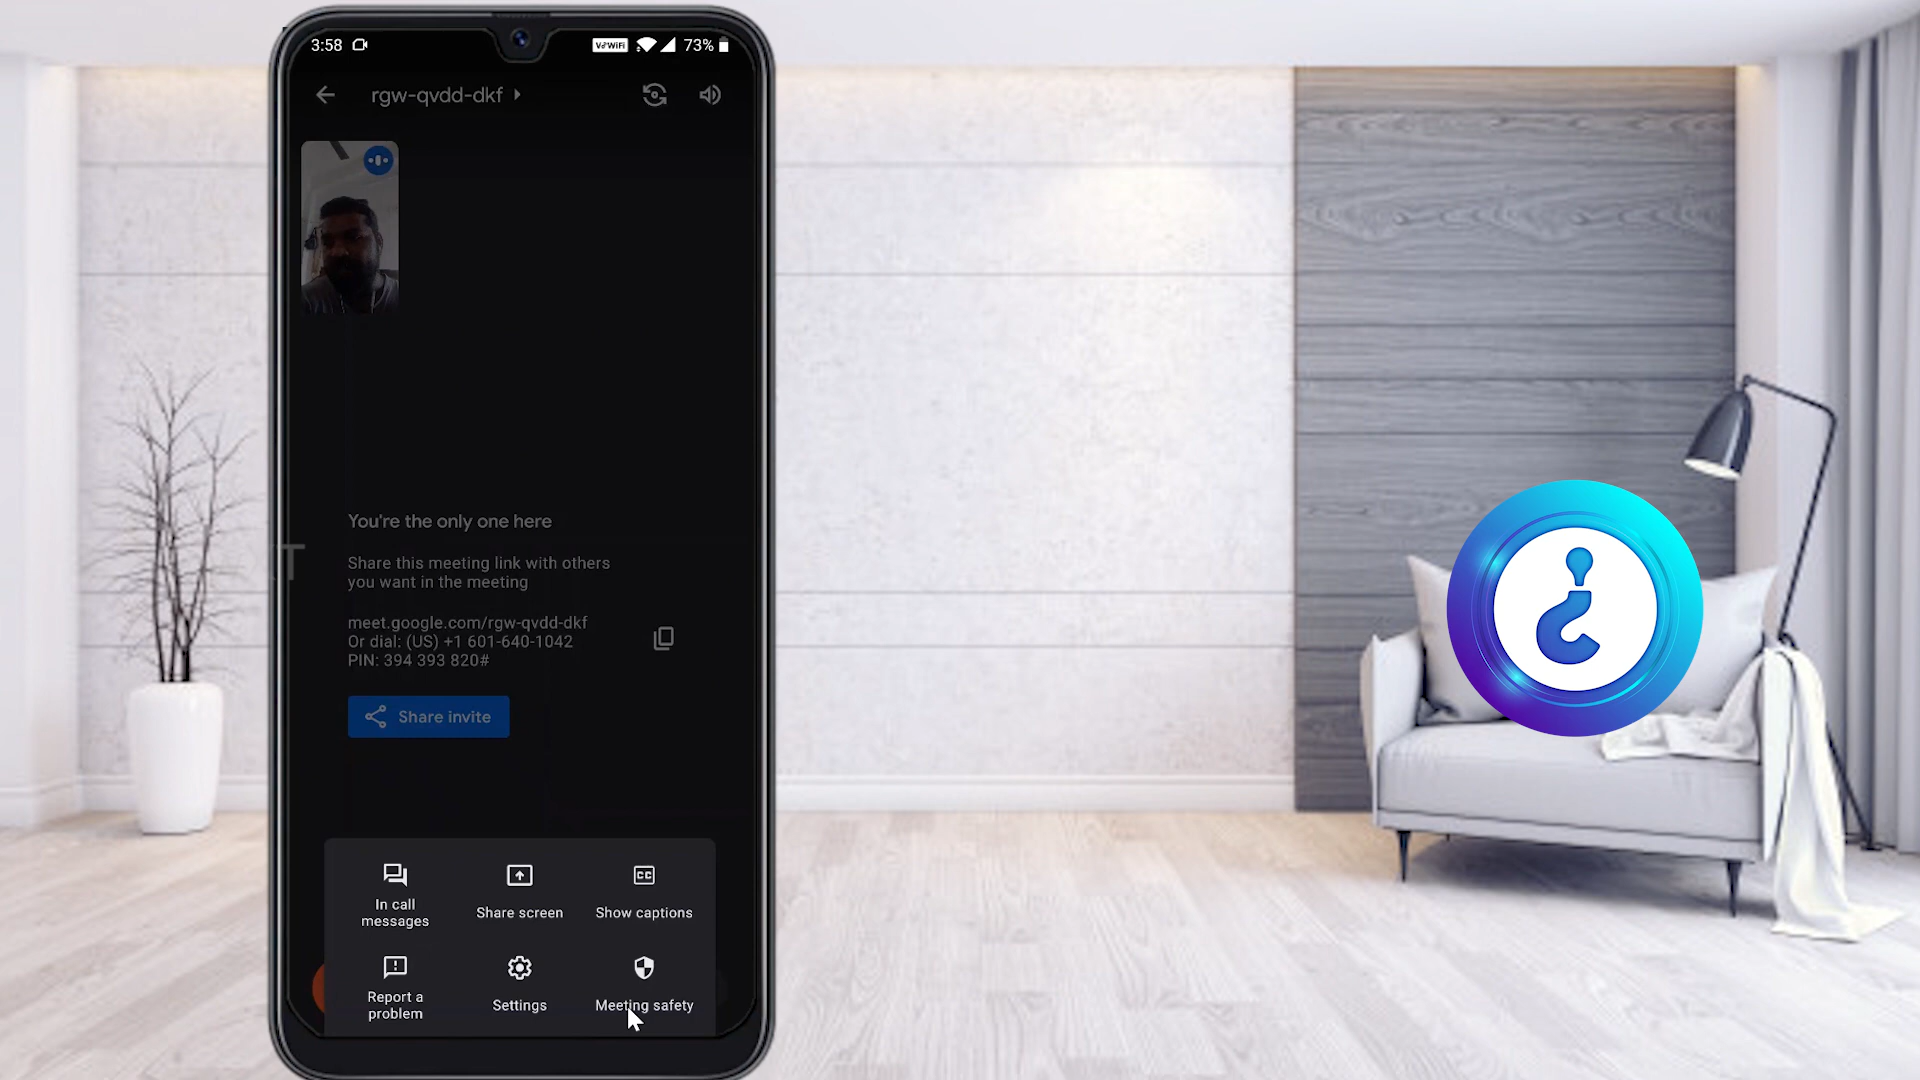 3:58
VoWiFi
73%
rgw-qvdd-dkf
You're the only one here
Share this meeting link with others
you want in the meeting
meet.google.com/rgw-qvdd-dkf
Or dial: (US) +1 601-640-1042
PIN: 394 393 820#
Share invite
In call
messages
Share screen
CC
Show captions
Report a
problem
Settings
Meeting safety